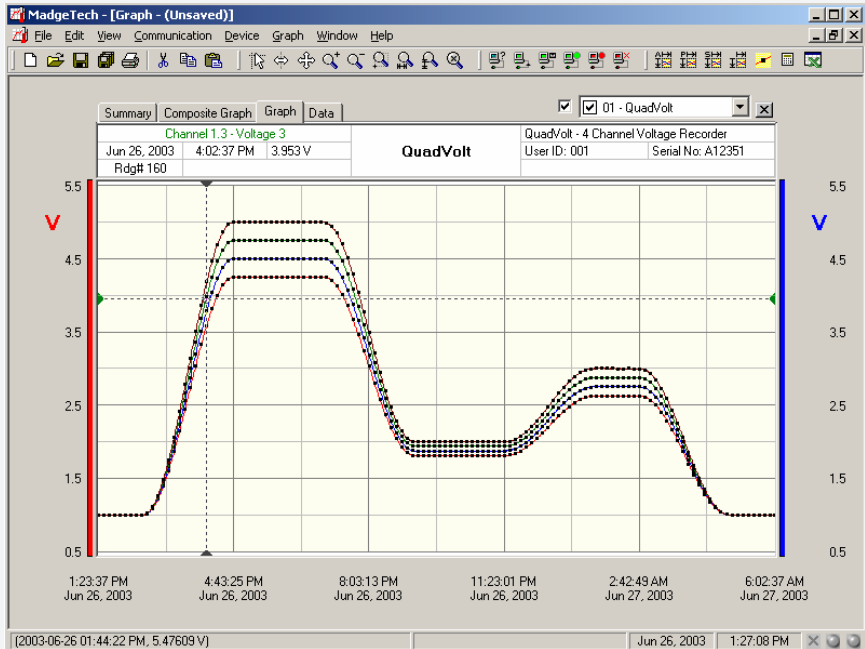 MadgeTech - [Graph - (Unsaved)]
File Edit View Communication Device Graph Window Help
Summary Composite Graph Graph Data
01 - QuadVolt
Channel 1.3 - Voltage 3
Jun 26, 2003 4:02:37 PM 3.953 V
Rdg# 160
QuadVolt
QuadVolt - 4 Channel Voltage Recorder
User ID: 001 Serial No: A12351
5.5 5.5
V V
4.5 4.5
3.5 3.5
2.5 2.5
1.5 1.5
0.5 0.5
1:23:37 PM 4:43:25 PM 8:03:13 PM 11:23:01 PM 2:42:49 AM 6:02:37 AM
Jun 26, 2003 Jun 26, 2003 Jun 26, 2003 Jun 26, 2003 Jun 27, 2003 Jun 27, 2003
(2003-06-26 01:44:22 PM, 5.47609 V) Jun 26, 2003 1:27:08 PM